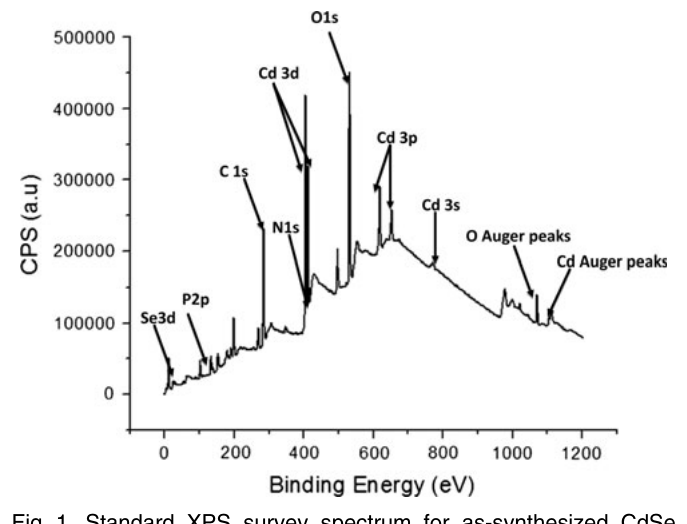 O1s
500000
Cd 3d
400000
Cd 3p
300000
C 1s
Cd 3s
N1s
O Auger peaks
200000
Cd Auger peaks
P2p
Se3d
100000
0
CPS (a.u)
0 200 400 600 800 1000 1200
Binding Energy (eV)
Fig. 1. Standard XPS survey spectrum for as-synthesized CdSe